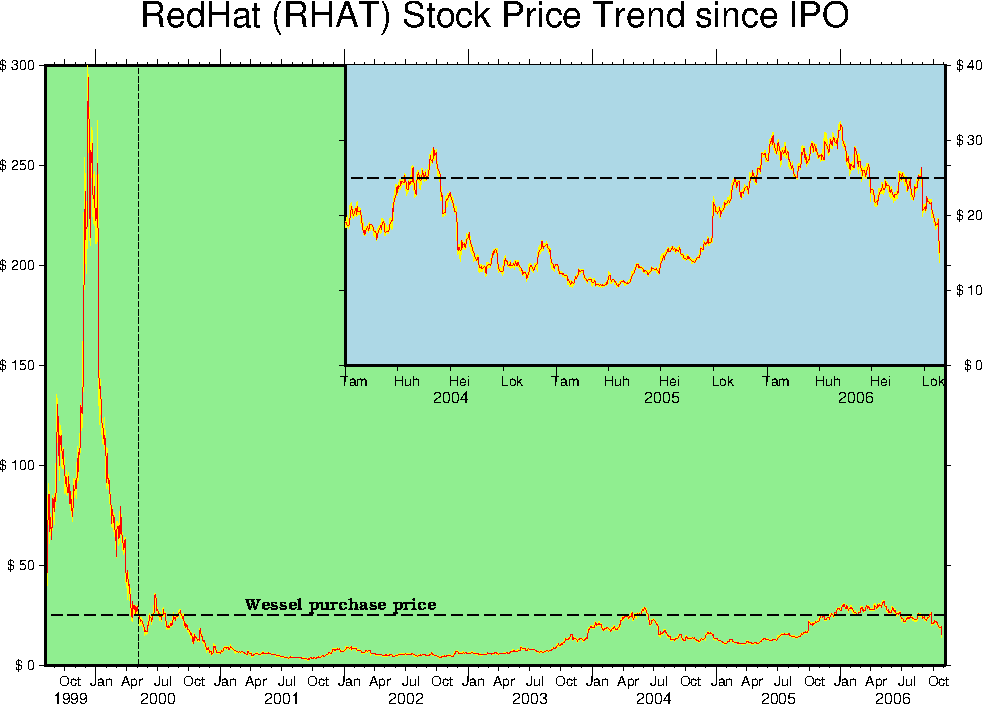 RedHat (RHAT) Stock Price Trend since IPO
$ 300
$ 250
$ 200
$ 150
$ 100
$ 50
$ 0
$ 40
$ 30
$ 20
$ 10
$ 0
Tam Huh Hei Lok Tam Huh Hei Lok Tam Huh Hei Lok
2004 2005 2006
Wessel purchase price
Oct Jan Apr Jul Oct Jan Apr Jul Oct Jan Apr Jul Oct Jan Apr Jul Oct Jan Apr Jul Oct Jan Apr Jul Oct Jan Apr Jul Oct
1999 2000 2001 2002 2003 2004 2005 2006